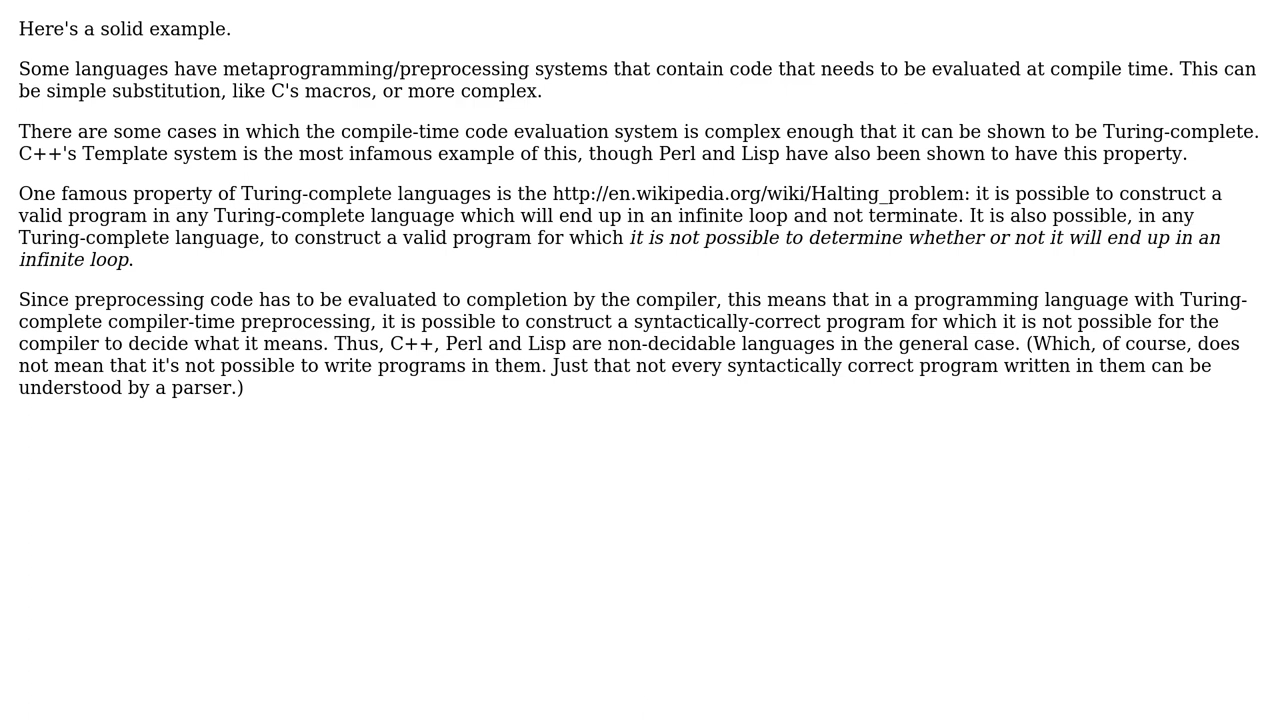 Here's a solid example.
Some languages have metaprogramming/preprocessing systems that contain code that needs to be evaluated at compile time. This can
be simple substitution, like C's macros, or more complex.
There are some cases in which the compile-time code evaluation system is complex enough that it can be shown to be Turing-complete.
C++'s Template system is the most infamous example of this, though Perl and Lisp have also been shown to have this property.
One famous property of Turing-complete languages is the http://en.wikipedia.org/wiki/Halting_problem: it is possible to construct a
valid program in any Turing-complete language which will end up in an infinite loop and not terminate. It is also possible, in any
Turing-complete language, to construct a valid program for which it is not possible to determine whether or not it will end up in an
infinite loop.
Since preprocessing code has to be evaluated to completion by the compiler, this means that in a programming language with Turing-
complete compiler-time preprocessing, it is possible to construct a syntactically-correct program for which it is not possible for the
compiler to decide what it means. Thus, C++, Perl and Lisp are non-decidable languages in the general case. (Which, of course, does
not mean that it's not possible to write programs in them. Just that not every syntactically correct program written in them can be
understood by a parser.)